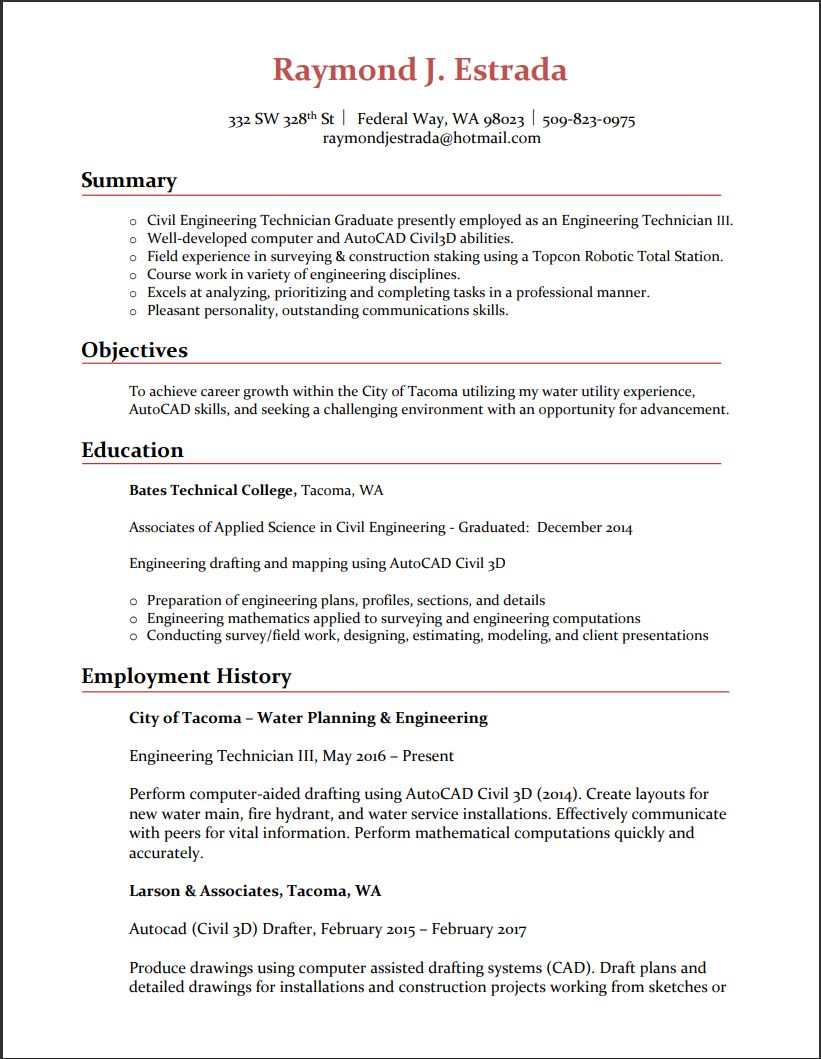 Raymond J. Estrada
332 SW 328th St | Federal Way, WA 98023 | 509-823-0975
raymondjestrada@hotmail.com
Summary
○ Civil Engineering Technician Graduate presently employed as an Engineering Technician III.
○ Well-developed computer and AutoCAD Civil3D abilities.
○ Field experience in surveying & construction staking using a Topcon Robotic Total Station.
○ Course work in variety of engineering disciplines.
○ Excels at analyzing, prioritizing and completing tasks in a professional manner.
○ Pleasant personality, outstanding communications skills.
Objectives
To achieve career growth within the City of Tacoma utilizing my water utility experience,
AutoCAD skills, and seeking a challenging environment with an opportunity for advancement.
Education
Bates Technical College, Tacoma, WA
Associates of Applied Science in Civil Engineering - Graduated: December 2014
Engineering drafting and mapping using AutoCAD Civil 3D
○ Preparation of engineering plans, profiles, sections, and details
○ Engineering mathematics applied to surveying and engineering computations
○ Conducting survey/field work, designing, estimating, modeling, and client presentations
Employment History
City of Tacoma – Water Planning & Engineering
Engineering Technician III, May 2016 – Present
Perform computer-aided drafting using AutoCAD Civil 3D (2014). Create layouts for
new water main, fire hydrant, and water service installations. Effectively communicate
with peers for vital information. Perform mathematical computations quickly and
accurately.
Larson & Associates, Tacoma, WA
Autocad (Civil 3D) Drafter, February 2015 – February 2017
Produce drawings using computer assisted drafting systems (CAD). Draft plans and
detailed drawings for installations and construction projects working from sketches or